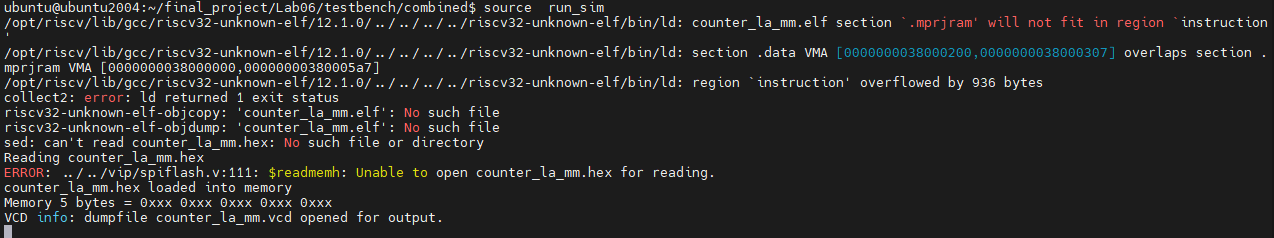 ubuntu@ubuntu2004:~/final_project/Lab06/testbench/combined$ source  run_sim
/opt/riscv/lib/gcc/riscv32-unknown-elf/12.1.0/../../../../riscv32-unknown-elf/bin/ld: counter_la_mm.elf section `.mprjram' will not fit in region `instruction
'
/opt/riscv/lib/gcc/riscv32-unknown-elf/12.1.0/../../../../riscv32-unknown-elf/bin/ld: section .data VMA [0000000038000200,0000000038000307] overlaps section .
mprjram VMA [0000000038000000,00000000380005a7]
/opt/riscv/lib/gcc/riscv32-unknown-elf/12.1.0/../../../../riscv32-unknown-elf/bin/ld: region `instruction' overflowed by 936 bytes
collect2: error: ld returned 1 exit status
riscv32-unknown-elf-objcopy: 'counter_la_mm.elf': No such file
riscv32-unknown-elf-objdump: 'counter_la_mm.elf': No such file
sed: can't read counter_la_mm.hex: No such file or directory
Reading counter_la_mm.hex
ERROR: ../../vip/spiflash.v:111: $readmemh: Unable to open counter_la_mm.hex for reading.
counter_la_mm.hex loaded into memory
Memory 5 bytes = 0xxx 0xxx 0xxx 0xxx 0xxx
VCD info: dumpfile counter_la_mm.vcd opened for output.